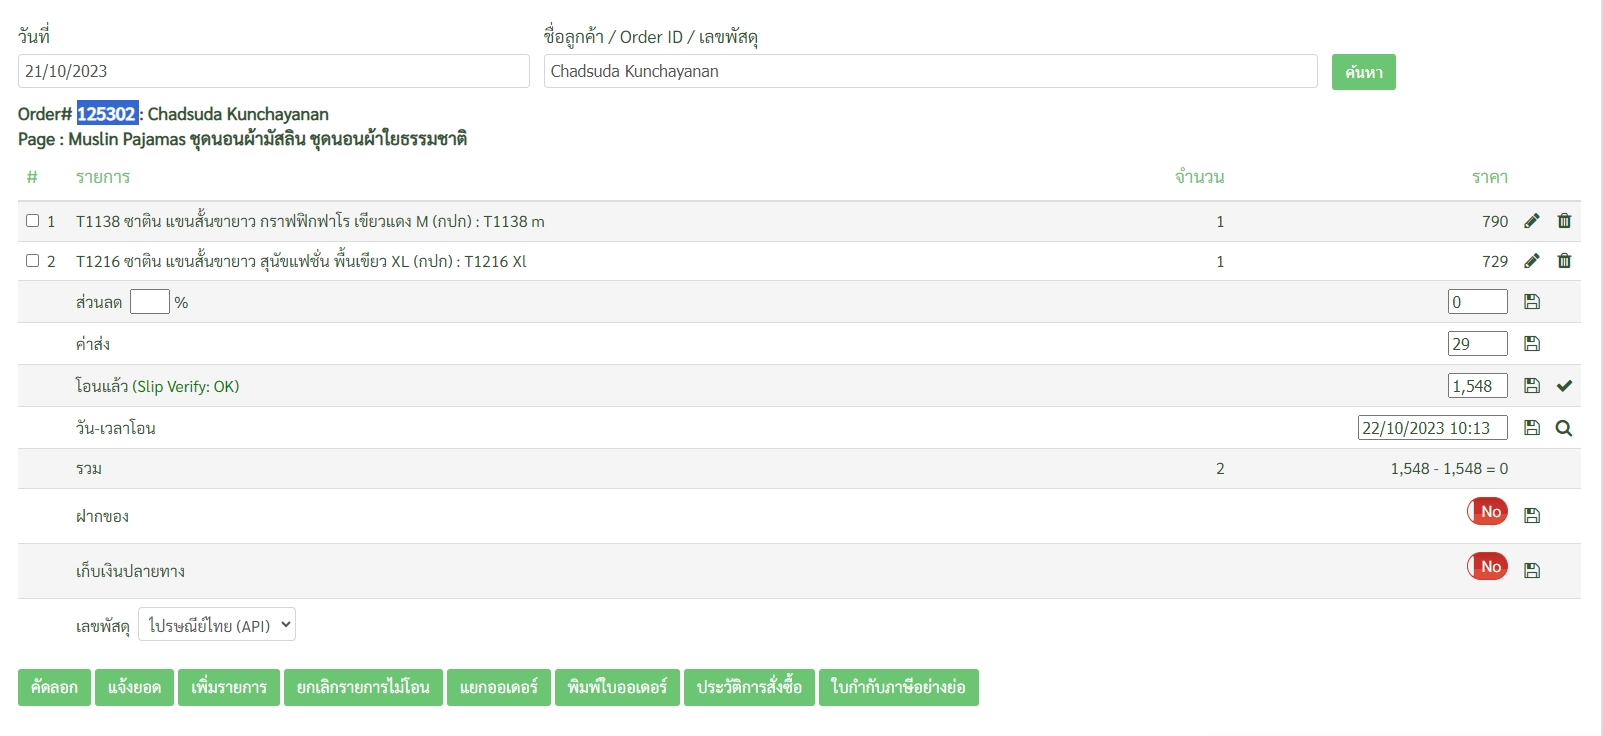 วันที่
ชื่อลูกค้า / Order ID / เลขพัสดุ
21/10/2023
Chadsuda Kunchayanan
ค้นหา
Order# 125302 : Chadsuda Kunchayanan
Page : Muslin Pajamas ชุดนอนผ้ามัสลิน ชุดนอนผ้าใยธรรมชาติ
# รายการ จำนวน ราคา
1 T1138 ซาติน แขนสั้นขายาว กราฟฟิกฟาโร เขียวแดง M (กปก) : T1138 m 1 790
2 T1216 ซาติน แขนสั้นขายาว สุนัขแฟชั่น พื้นเขียว XL (กปก) : T1216 Xl 1 729
ส่วนลด % 0
ค่าส่ง 29
โอนแล้ว (Slip Verify: OK) 1,548
วัน-เวลาโอน 22/10/2023 10:13
รวม 2 1,548 - 1,548 = 0
ฝากของ No
เก็บเงินปลายทาง No
เลขพัสดุ ไปรษณีย์ไทย (API)
คัดลอก แจ้งยอด เพิ่มรายการ ยกเลิกรายการไม่โอน แยกออเดอร์ พิมพ์ใบออเดอร์ ประวัติการสั่งซื้อ ใบกำกับภาษีอย่างย่อ